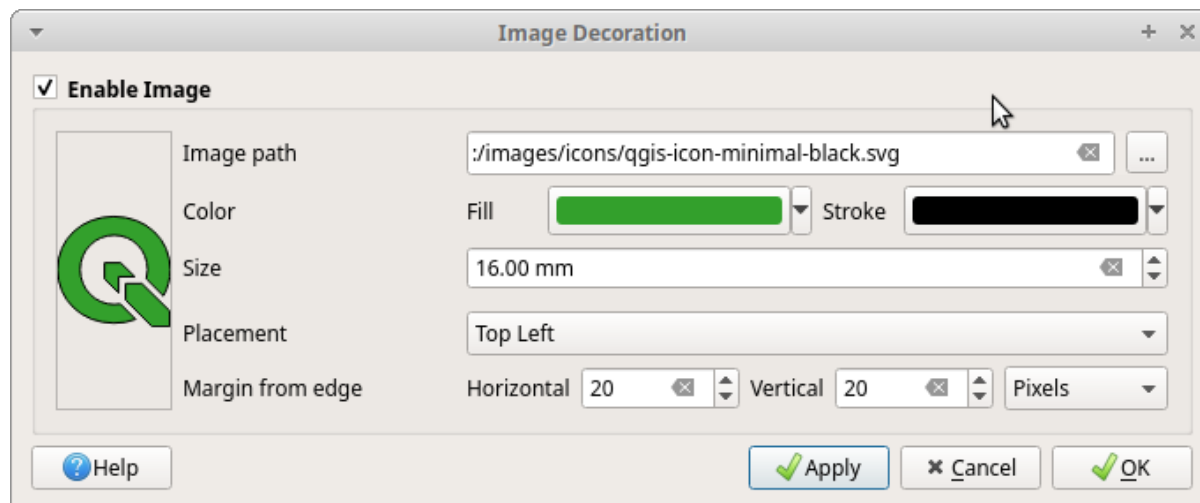 Image Decoration
Enable Image
Image path :/images/icons/qgis-icon-minimal-black.svg ...
Color Fill Stroke
Size 16.00 mm
Placement Top Left
Margin from edge Horizontal 20 Vertical 20 Pixels
Help Apply Cancel OK